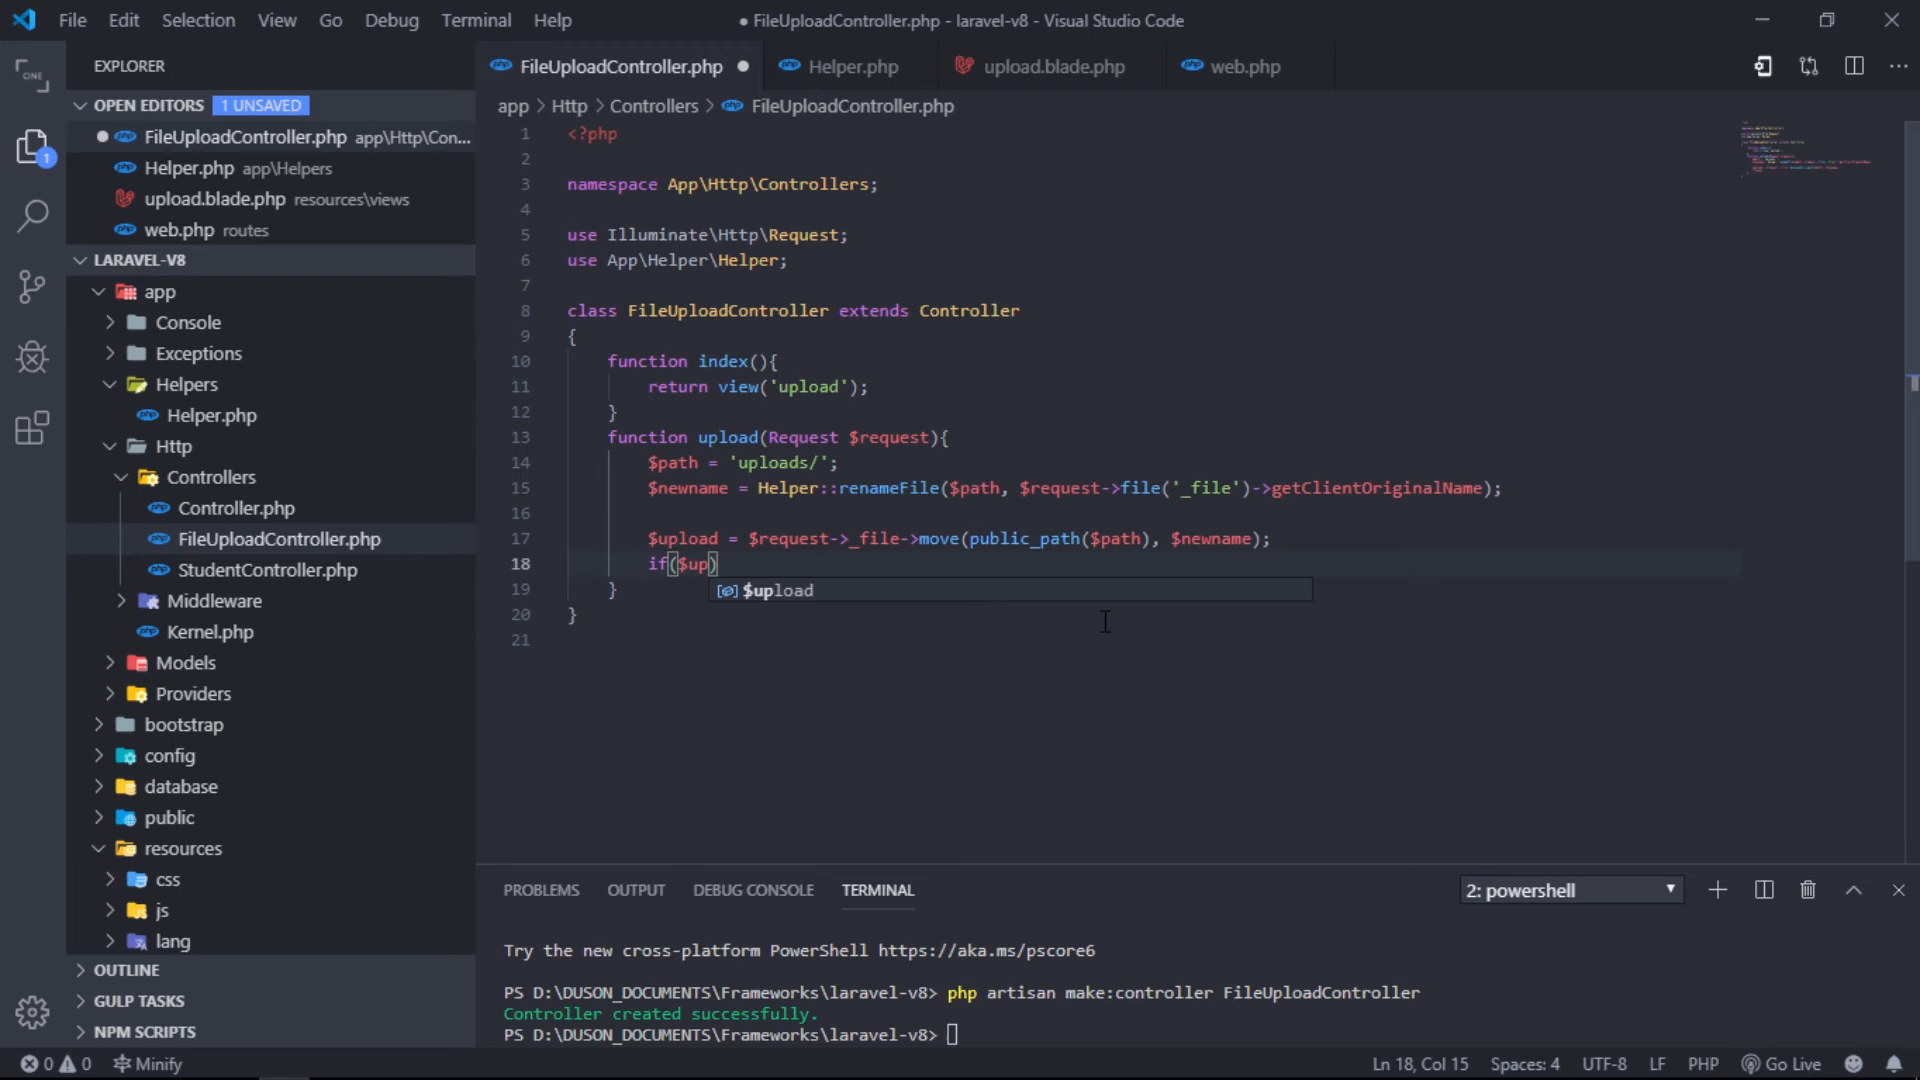 File Edit Selection View Go Debug Terminal Help ● FileUploadController.php - laravel-v8 - Visual Studio Code
EXPLORER
OPEN EDITORS 1 UNSAVED
FileUploadController.php app\Http\Con...
Helper.php app\Helpers
upload.blade.php resources\views
web.php routes
LARAVEL-V8
app
Console
Exceptions
Helpers
Helper.php
Http
Controllers
Controller.php
FileUploadController.php
StudentController.php
Middleware
Kernel.php
Models
Providers
bootstrap
config
database
public
resources
css
js
lang
OUTLINE
GULP TASKS
NPM SCRIPTS
ONE
1
FileUploadController.php Helper.php upload.blade.php web.php
app > Http > Controllers > FileUploadController.php
1 <?php
2
3 namespace App\Http\Controllers;
4
5 use Illuminate\Http\Request;
6 use App\Helper\Helper;
7
8 class FileUploadController extends Controller
9 {
10 function index(){
11 return view('upload');
12 }
13 function upload(Request $request){
14 $path = 'uploads/';
15 $newname = Helper::renameFile($path, $request->file('_file')->getClientOriginalName);
16
17 $upload = $request->_file->move(public_path($path), $newname);
18 if($up)
$upload
19 }
20 }
21
PROBLEMS OUTPUT DEBUG CONSOLE TERMINAL 2: powershell
Try the new cross-platform PowerShell https://aka.ms/pscore6
PS D:\DUSON_DOCUMENTS\Frameworks\laravel-v8> php artisan make:controller FileUploadController
Controller created successfully.
PS D:\DUSON_DOCUMENTS\Frameworks\laravel-v8>
0 0 Minify Ln 18, Col 15 Spaces: 4 UTF-8 LF PHP Go Live